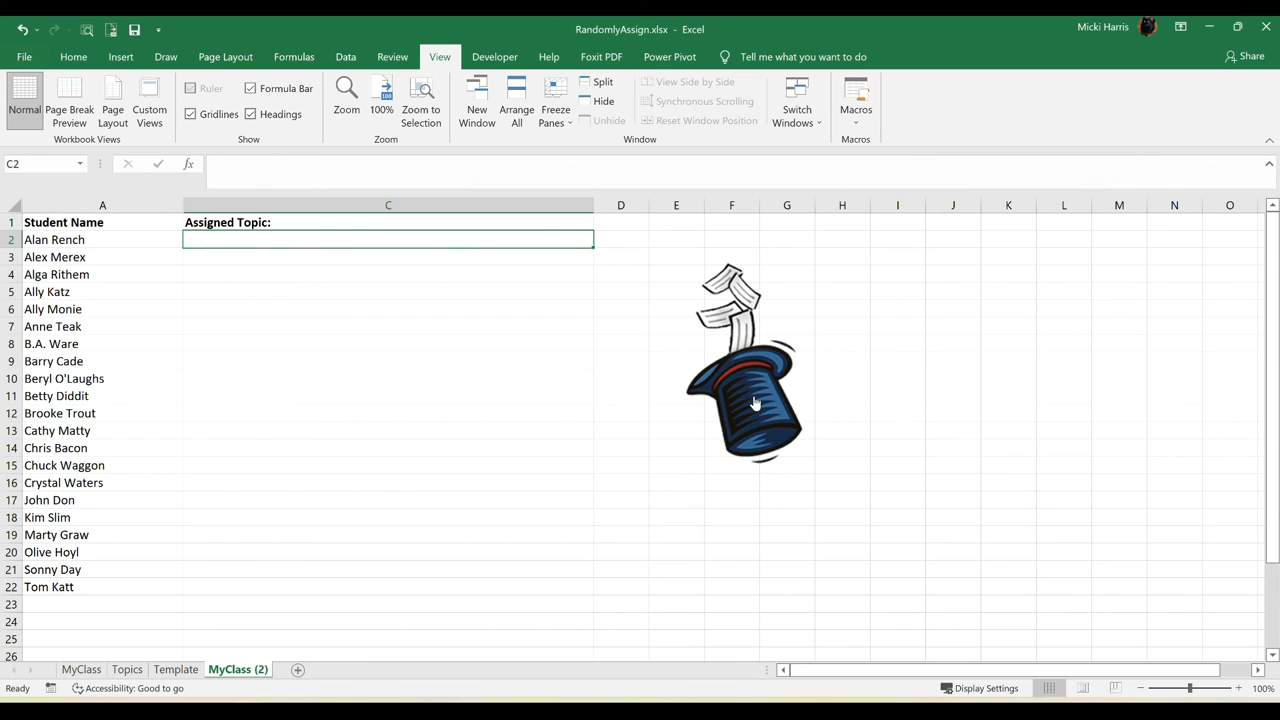 RandomlyAssign.xlsx - Excel
Micki Harris
File Home Insert Draw Page Layout Formulas Data Review View Developer Help Foxit PDF Power Pivot Tell me what you want to do Share
Normal
Page Break Preview
Page Layout
Custom Views
Workbook Views
Ruler
Formula Bar
Gridlines
Headings
Show
Zoom
100%
Zoom to Selection
Zoom
New Window
Arrange All
Freeze Panes
Split
Hide
Unhide
View Side by Side
Synchronous Scrolling
Reset Window Position
Window
Switch Windows
Macros
Macros
C2
fx
A C D E F G H I J K L M N O
1 Student Name Assigned Topic:
2 Alan Rench
3 Alex Merex
4 Alga Rithem
5 Ally Katz
6 Ally Monie
7 Anne Teak
8 B.A. Ware
9 Barry Cade
10 Beryl O'Laughs
11 Betty Diddit
12 Brooke Trout
13 Cathy Matty
14 Chris Bacon
15 Chuck Waggon
16 Crystal Waters
17 John Don
18 Kim Slim
19 Marty Graw
20 Olive Hoyl
21 Sonny Day
22 Tom Katt
23
24
25
26
MyClass Topics Template MyClass (2)
Ready Accessibility: Good to go Display Settings 100%